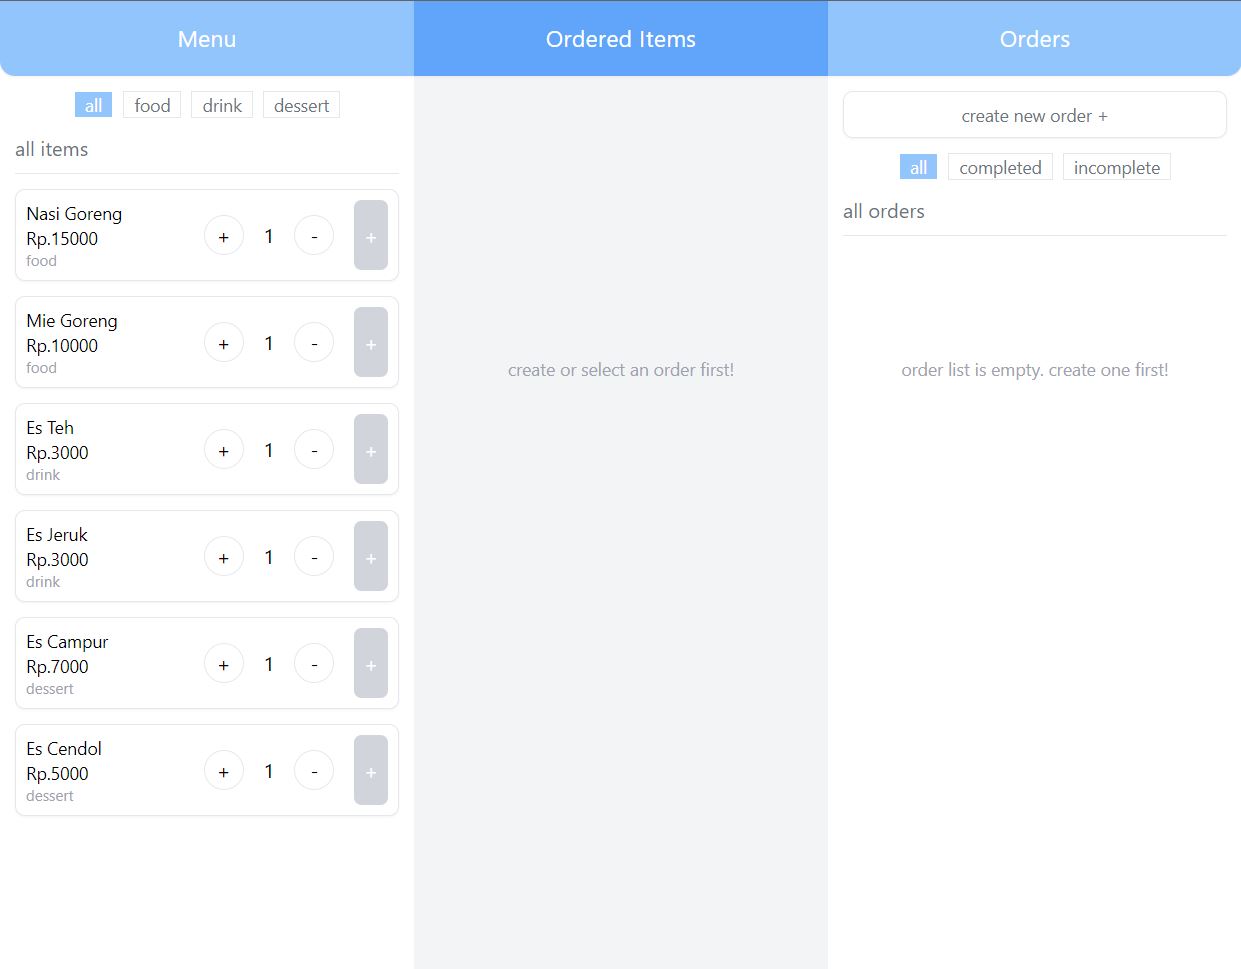 Menu
all food drink dessert
all items
Nasi Goreng
Rp.15000
food
+ 1 - +
Mie Goreng
Rp.10000
food
+ 1 - +
Es Teh
Rp.3000
drink
+ 1 - +
Es Jeruk
Rp.3000
drink
+ 1 - +
Es Campur
Rp.7000
dessert
+ 1 - +
Es Cendol
Rp.5000
dessert
+ 1 - +
Ordered Items
create or select an order first!
Orders
create new order +
all completed incomplete
all orders
order list is empty. create one first!